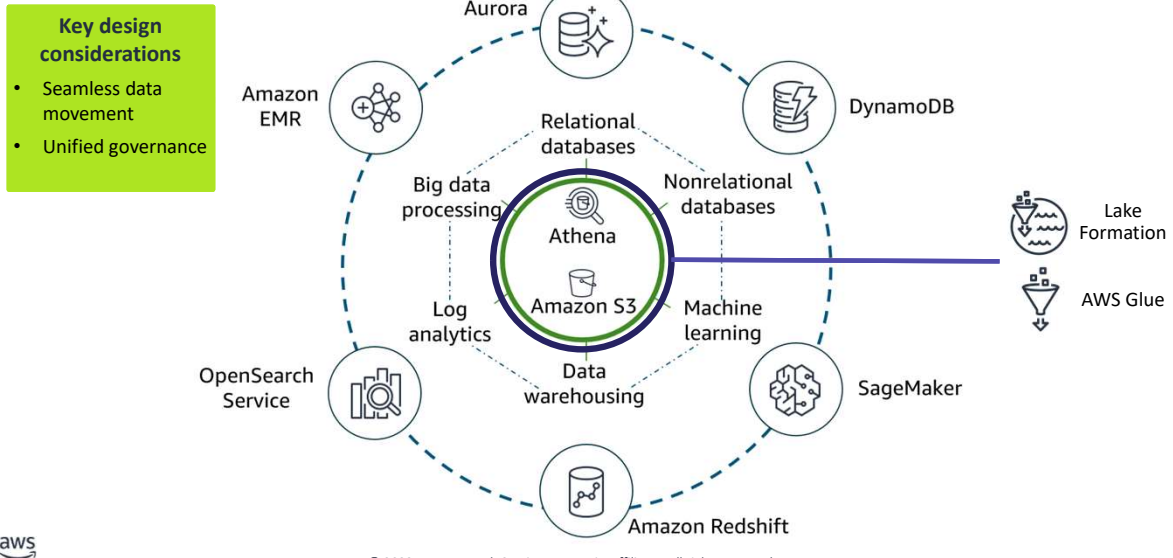 Key design
considerations
• Seamless data
movement
• Unified governance
Aurora
Amazon
EMR
DynamoDB
Relational
databases
Big data
processing
Nonrelational
databases
Athena
Amazon S3
Lake
Formation
AWS Glue
Log
analytics
Machine
learning
Data
warehousing
OpenSearch
Service
SageMaker
Amazon Redshift
aws